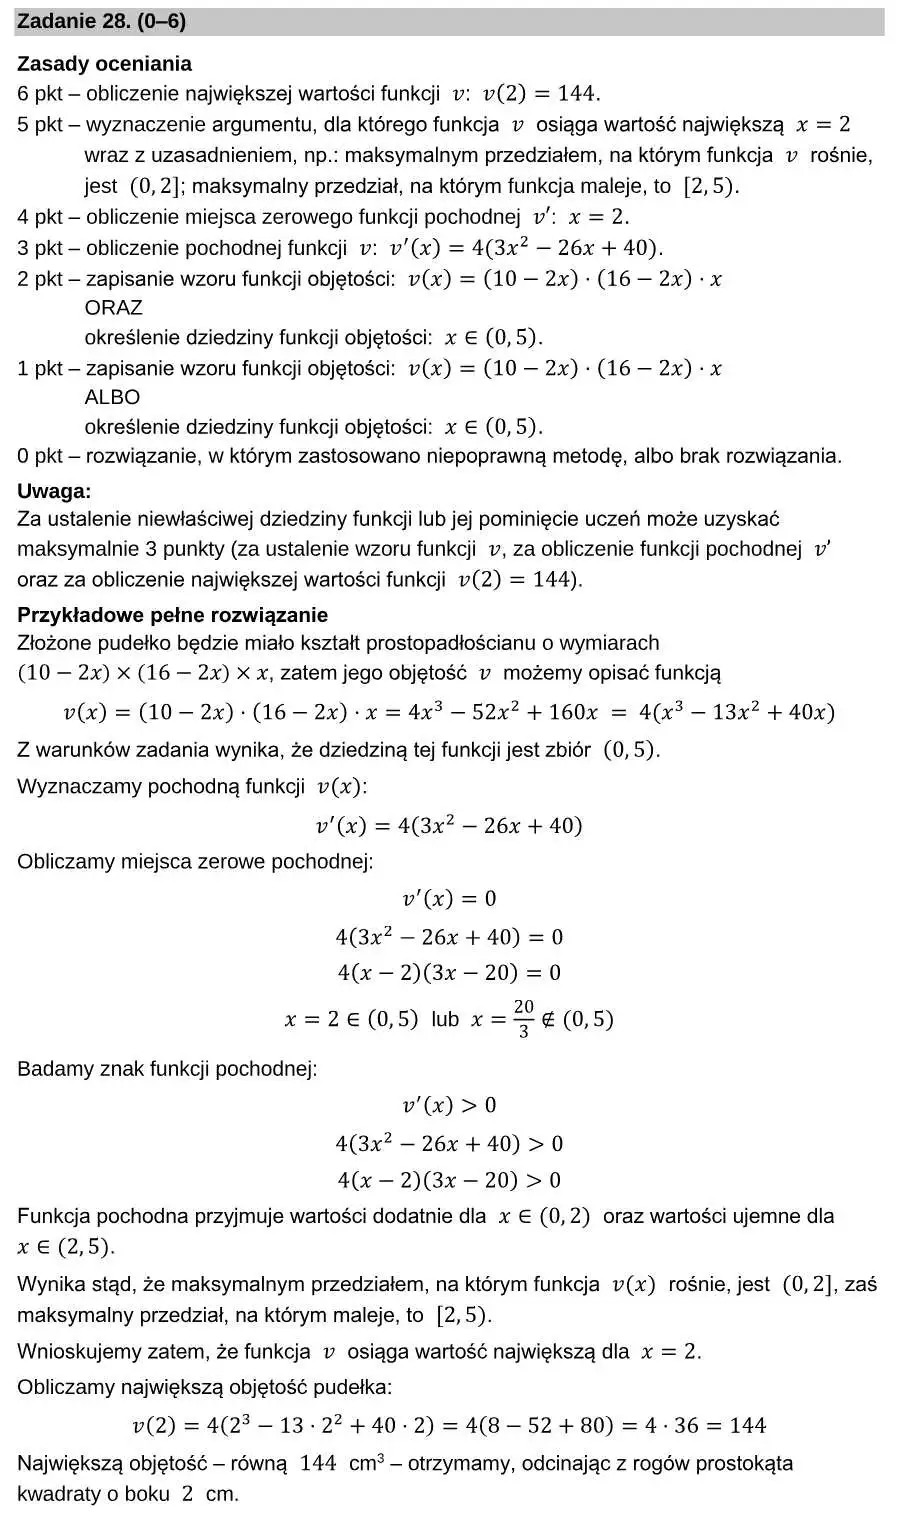 Zadanie 28. (0–6)
Zasady oceniania
6 pkt – obliczenie największej wartości funkcji v: v(2) = 144.
5 pkt – wyznaczenie argumentu, dla którego funkcja v osiąga wartość największą x = 2
wraz z uzasadnieniem, np.: maksymalnym przedziałem, na którym funkcja v rośnie,
jest (0, 2]; maksymalny przedział, na którym funkcja maleje, to [2, 5).
4 pkt – obliczenie miejsca zerowego funkcji pochodnej v′: x = 2.
3 pkt – obliczenie pochodnej funkcji v: v′(x) = 4(3x² − 26x + 40).
2 pkt – zapisanie wzoru funkcji objętości: v(x) = (10 − 2x) · (16 − 2x) · x
ORAZ
określenie dziedziny funkcji objętości: x ∈ (0, 5).
1 pkt – zapisanie wzoru funkcji objętości: v(x) = (10 − 2x) · (16 − 2x) · x
ALBO
określenie dziedziny funkcji objętości: x ∈ (0, 5).
0 pkt – rozwiązanie, w którym zastosowano niepoprawną metodę, albo brak rozwiązania.
Uwaga:
Za ustalenie niewłaściwej dziedziny funkcji lub jej pominięcie uczeń może uzyskać
maksymalnie 3 punkty (za ustalenie wzoru funkcji v, za obliczenie funkcji pochodnej v’
oraz za obliczenie największej wartości funkcji v(2) = 144).
Przykładowe pełne rozwiązanie
Złożone pudełko będzie miało kształt prostopadłościanu o wymiarach
(10 − 2x) × (16 − 2x) × x, zatem jego objętość v możemy opisać funkcją
v(x) = (10 − 2x) · (16 − 2x) · x = 4x³ − 52x² + 160x = 4(x³ − 13x² + 40x)
Z warunków zadania wynika, że dziedziną tej funkcji jest zbiór (0, 5).
Wyznaczamy pochodną funkcji v(x):
v′(x) = 4(3x² − 26x + 40)
Obliczamy miejsca zerowe pochodnej:
v′(x) = 0
4(3x² − 26x + 40) = 0
4(x − 2)(3x − 20) = 0
x = 2 ∈ (0, 5) lub x = 20/3 ∉ (0, 5)
Badamy znak funkcji pochodnej:
v′(x) > 0
4(3x² − 26x + 40) > 0
4(x − 2)(3x − 20) > 0
Funkcja pochodna przyjmuje wartości dodatnie dla x ∈ (0, 2) oraz wartości ujemne dla
x ∈ (2, 5).
Wynika stąd, że maksymalnym przedziałem, na którym funkcja v(x) rośnie, jest (0, 2], zaś
maksymalny przedział, na którym maleje, to [2, 5).
Wnioskujemy zatem, że funkcja v osiąga wartość największą dla x = 2.
Obliczamy największą objętość pudełka:
v(2) = 4(2³ − 13 · 2² + 40 · 2) = 4(8 − 52 + 80) = 4 · 36 = 144
Największą objętość – równą 144 cm³ – otrzymamy, odcinając z rogów prostokąta
kwadraty o boku 2 cm.